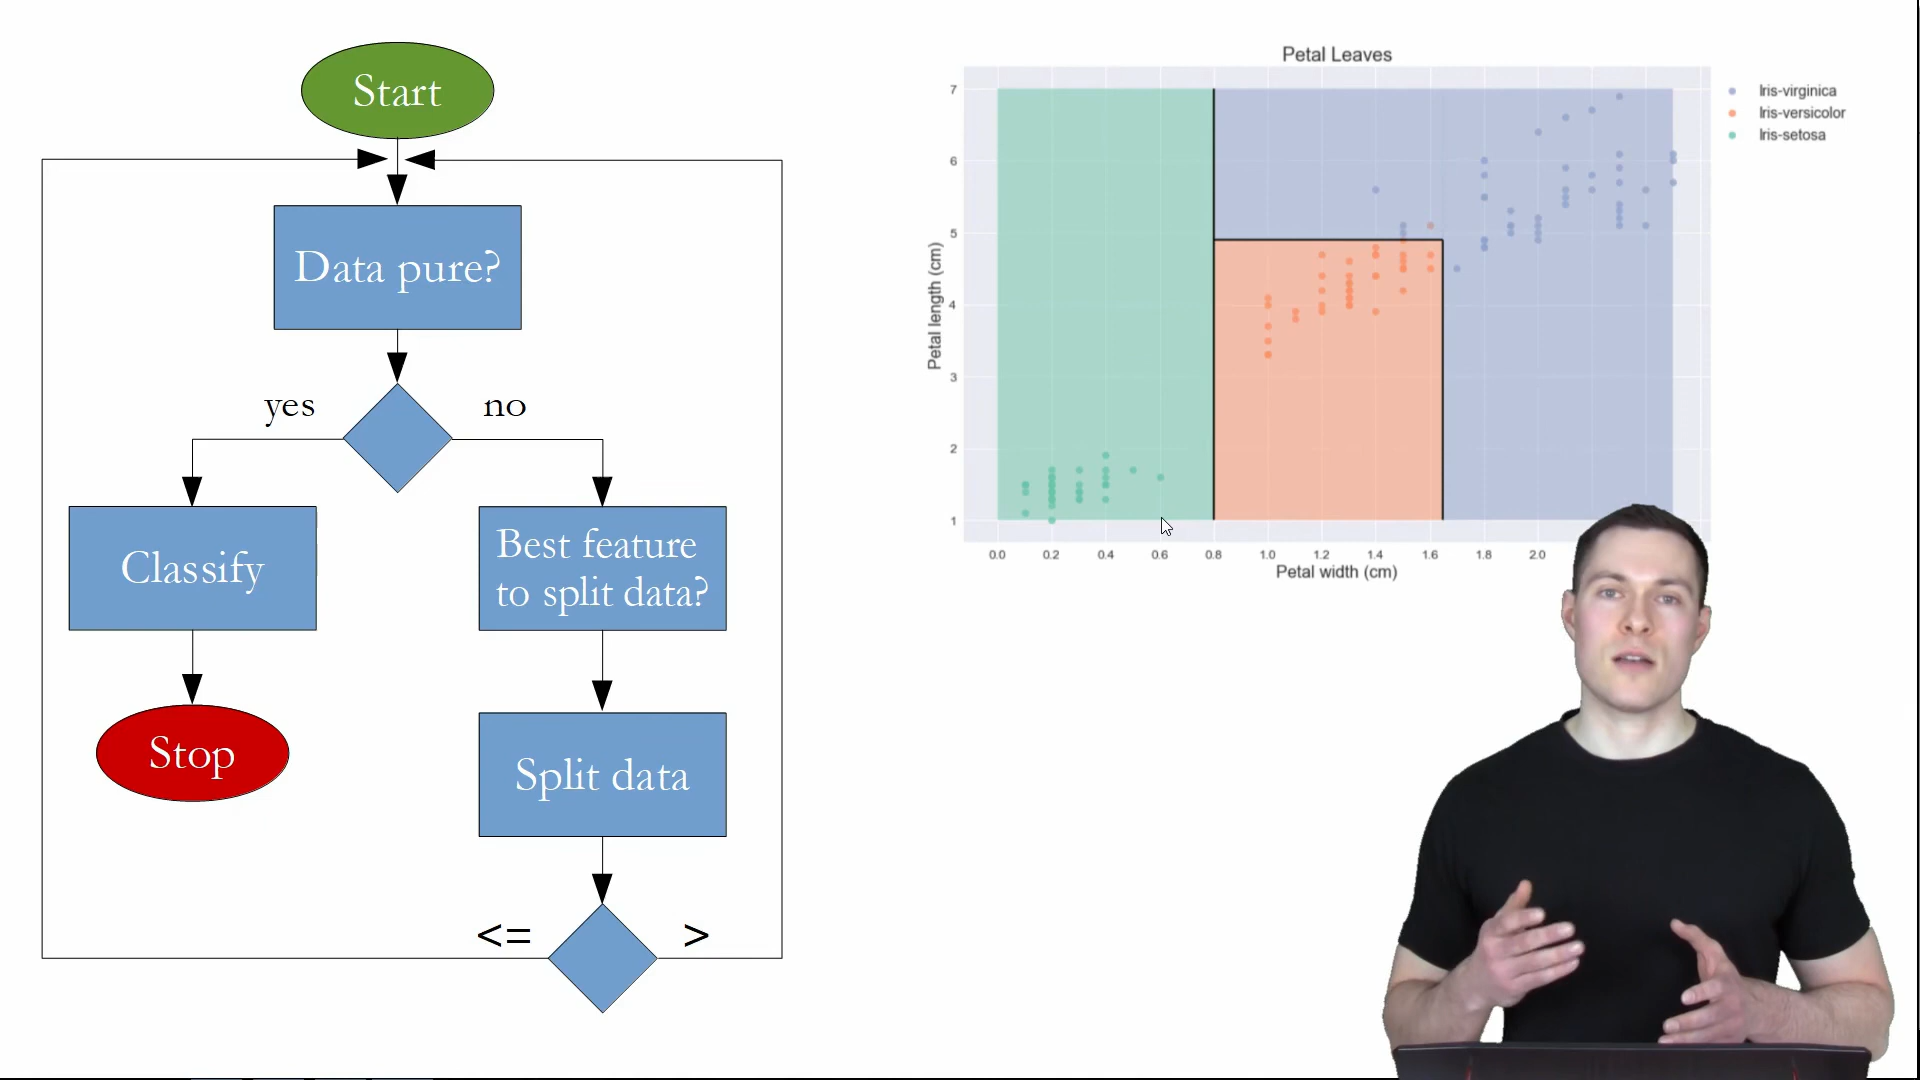 Start
Data pure?
yes
no
Classify
Best feature
to split data?
Stop
Split data
<=
>
Petal Leaves
Iris-virginica
Iris-versicolor
Iris-setosa
Petal length (cm)
7
6
5
4
3
2
1
0.0 0.2 0.4 0.6 0.8 1.0 1.2 1.4 1.6 1.8 2.0
Petal width (cm)